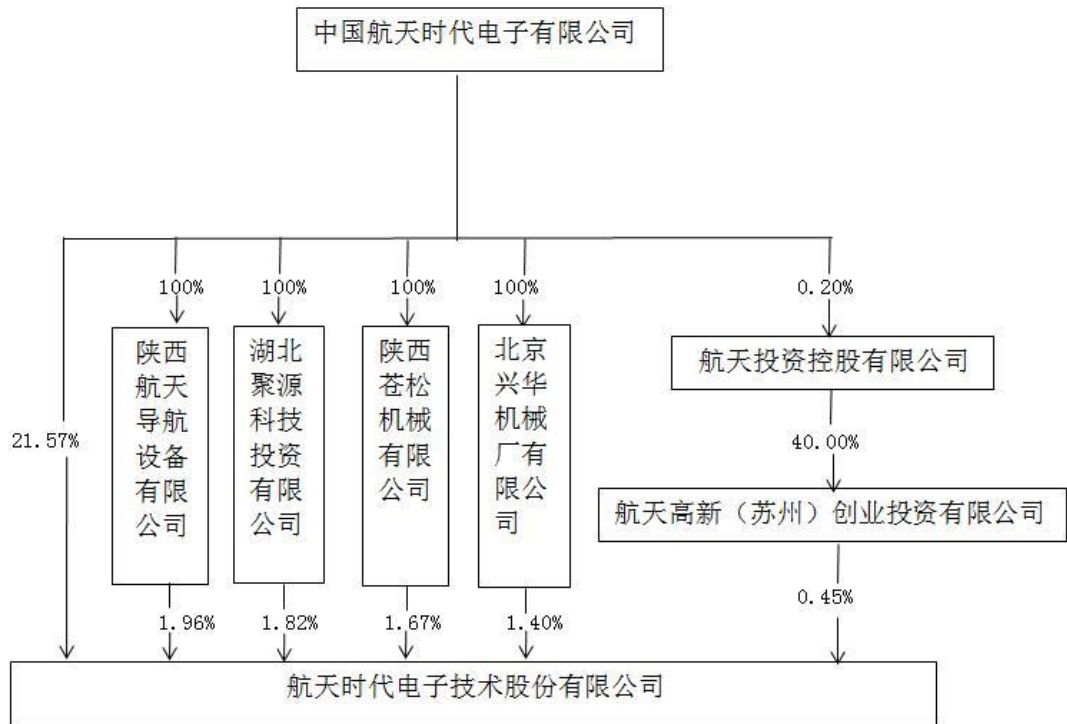 中国航天时代电子有限公司
100%
100%
100%
100%
0.20%
陕西
航天
导航
设备
有限
公司
湖北
聚源
科技
投资
有限
公司
陕西
苍松
机械
有限
公司
北京
兴华
机械
厂有
限公
司
航天投资控股有限公司
21.57%
40.00%
航天高新（苏州）创业投资有限公司
1.96%
1.82%
1.67%
1.40%
0.45%
航天时代电子技术股份有限公司